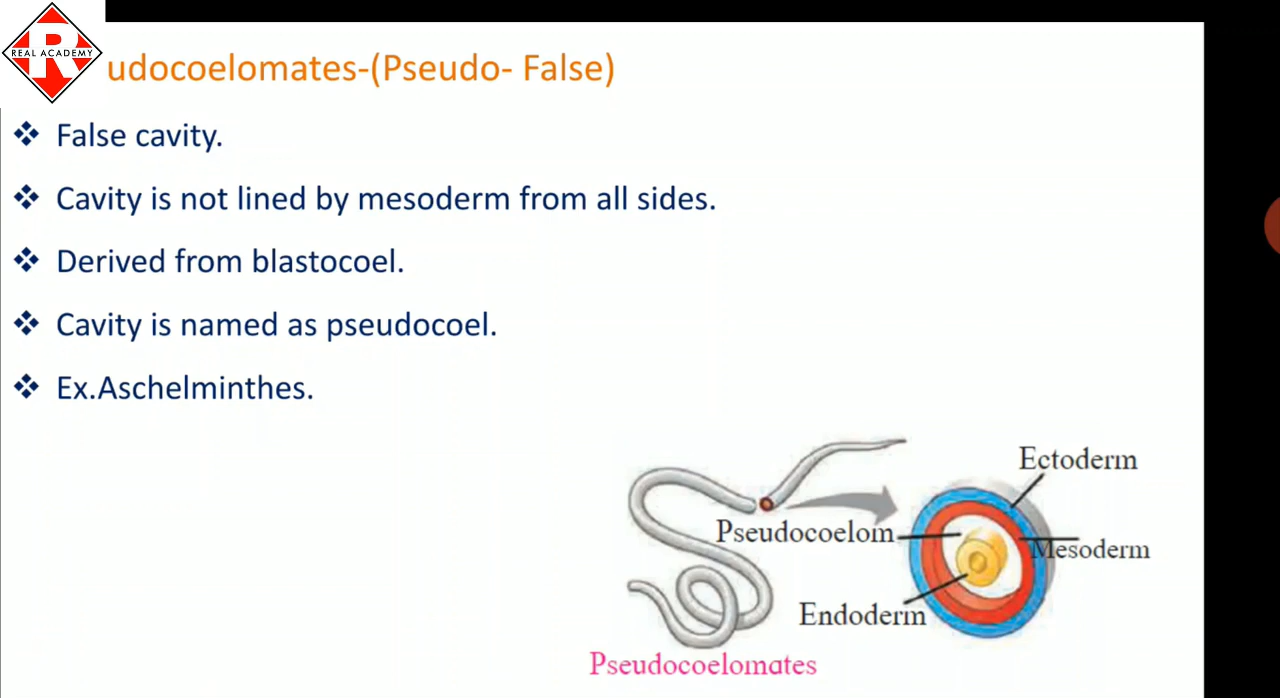 REAL ACADEMY
udocoelomates-(Pseudo- False)
❖ False cavity.
❖ Cavity is not lined by mesoderm from all sides.
❖ Derived from blastocoel.
❖ Cavity is named as pseudocoel.
❖ Ex.Aschelminthes.
Ectoderm
Pseudocoelom
Mesoderm
Endoderm
Pseudocoelomates